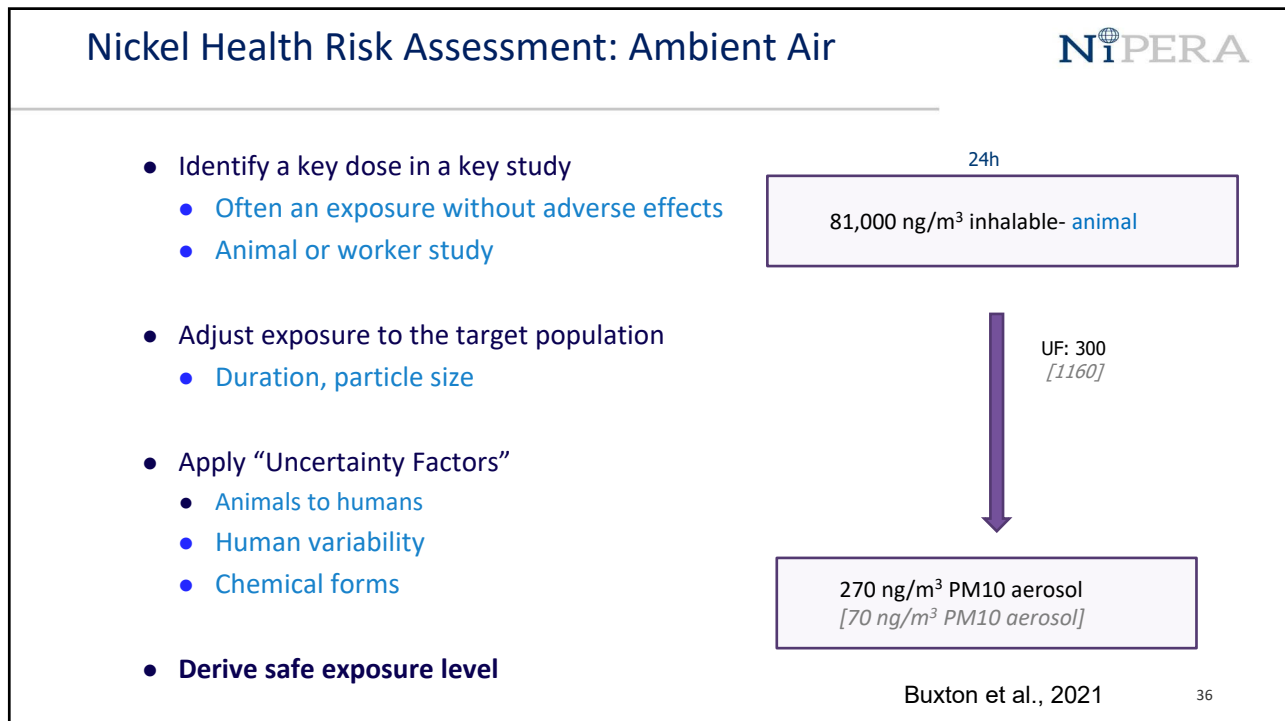 Nickel Health Risk Assessment: Ambient Air
NiPERA
● Identify a key dose in a key study
● Often an exposure without adverse effects
● Animal or worker study
● Adjust exposure to the target population
● Duration, particle size
● Apply “Uncertainty Factors”
● Animals to humans
● Human variability
● Chemical forms
● Derive safe exposure level
24h
81,000 ng/m³ inhalable- animal
UF: 300
[1160]
270 ng/m³ PM10 aerosol
[70 ng/m³ PM10 aerosol]
Buxton et al., 2021
36